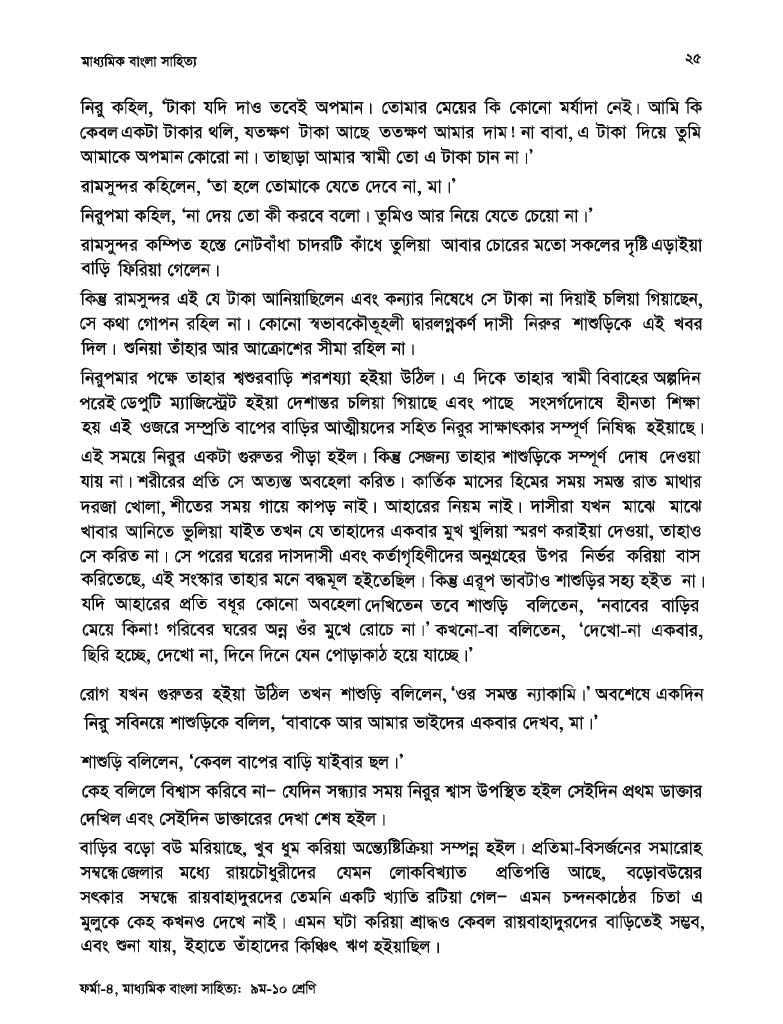 মাধ্যমিক বাংলা সাহিত্য ২৫
নিরু কহিল, ‘টাকা যদি দাও তবেই অপমান। তোমার মেয়ের কি কোনো মর্যাদা নেই। আমি কি
কেবল একটা টাকার থলি, যতক্ষণ টাকা আছে ততক্ষণ আমার দাম! না বাবা, এ টাকা দিয়ে তুমি
আমাকে অপমান কোরো না। তাছাড়া আমার স্বামী তো এ টাকা চান না।’
রামসুন্দর কহিলেন, ‘তা হলে তোমাকে যেতে দেবে না, মা।’
নিরুপমা কহিল, ‘না দেয় তো কী করবে বলো। তুমিও আর নিয়ে যেতে চেয়ো না।’
রামসুন্দর কম্পিত হস্তে নোটবাঁধা চাদরটি কাঁধে তুলিয়া আবার চোরের মতো সকলের দৃষ্টি এড়াইয়া
বাড়ি ফিরিয়া গেলেন।
কিন্তু রামসুন্দর এই যে টাকা আনিয়াছিলেন এবং কন্যার নিষেধে সে টাকা না দিয়াই চলিয়া গিয়াছেন,
সে কথা গোপন রহিল না। কোনো স্বভাবকৌতূহলী দ্বারলগ্নকর্ণ দাসী নিরুর শাশুড়িকে এই খবর
দিল। শুনিয়া তাঁহার আর আক্রোশের সীমা রহিল না।
নিরুপমার পক্ষে তাহার শ্বশুরবাড়ি শরশয্যা হইয়া উঠিল। এ দিকে তাহার স্বামী বিবাহের অল্পদিন
পরেই ডেপুটি ম্যাজিস্ট্রেট হইয়া দেশান্তর চলিয়া গিয়াছে এবং পাছে সংসর্গদোষে হীনতা শিক্ষা
হয় এই ওজরে সম্প্রতি বাপের বাড়ির আত্মীয়দের সহিত নিরুর সাক্ষাৎকার সম্পূর্ণ নিষিদ্ধ হইয়াছে।
এই সময়ে নিরুর একটা গুরুতর পীড়া হইল। কিন্তু সেজন্য তাহার শাশুড়িকে সম্পূর্ণ দোষ দেওয়া
যায় না। শরীরের প্রতি সে অত্যন্ত অবহেলা করিত। কার্তিক মাসের হিমের সময় সমস্ত রাত মাথার
দরজা খোলা, শীতের সময় গায়ে কাপড় নাই। আহারের নিয়ম নাই। দাসীরা যখন মাঝে মাঝে
খাবার আনিতে ভুলিয়া যাইত তখন যে তাহাদের একবার মুখ খুলিয়া স্মরণ করাইয়া দেওয়া, তাহাও
সে করিত না। সে পরের ঘরের দাসদাসী এবং কর্তাগৃহিণীদের অনুগ্রহের উপর নির্ভর করিয়া বাস
করিতেছে, এই সংস্কার তাহার মনে বদ্ধমূল হইতেছিল। কিন্তু এরূপ ভাবটাও শাশুড়ির সহ্য হইত না।
যদি আহারের প্রতি বধূর কোনো অবহেলা দেখিতেন তবে শাশুড়ি বলিতেন, ‘নবাবের বাড়ির
মেয়ে কিনা! গরিবের ঘরের অন্ন ওঁর মুখে রোচে না।’ কখনো-বা বলিতেন, ‘দেখো-না একবার,
ছিরি হচ্ছে, দেখো না, দিনে দিনে যেন পোড়াকাঠ হয়ে যাচ্ছে।’
রোগ যখন গুরুতর হইয়া উঠিল তখন শাশুড়ি বলিলেন, ‘ওর সমস্ত ন্যাকামি।’ অবশেষে একদিন
নিরু সবিনয়ে শাশুড়িকে বলিল, ‘বাবাকে আর আমার ভাইদের একবার দেখব, মা।’
শাশুড়ি বলিলেন, ‘কেবল বাপের বাড়ি যাইবার ছল।’
কেহ বলিলে বিশ্বাস করিবে না– যেদিন সন্ধ্যার সময় নিরুর শ্বাস উপস্থিত হইল সেইদিন প্রথম ডাক্তার
দেখিল এবং সেইদিন ডাক্তারের দেখা শেষ হইল।
বাড়ির বড়ো বউ মরিয়াছে, খুব ধুম করিয়া অন্ত্যেষ্টিক্রিয়া সম্পন্ন হইল। প্রতিমা-বিসর্জনের সমারোহ
সম্বন্ধে জেলার মধ্যে রায়চৌধুরীদের যেমন লোকবিখ্যাত প্রতিপত্তি আছে, বড়োবউয়ের
সৎকার সম্বন্ধে রায়বাহাদুরদের তেমনি একটি খ্যাতি রটিয়া গেল– এমন চন্দনকাষ্ঠের চিতা এ
মুলুকে কেহ কখনও দেখে নাই। এমন ঘটা করিয়া শ্রাদ্ধও কেবল রায়বাহাদুরদের বাড়িতেই সম্ভব,
এবং শুনা যায়, ইহাতে তাঁহাদের কিঞ্চিৎ ঋণ হইয়াছিল।
ফর্মা-৪, মাধ্যমিক বাংলা সাহিত্য: ৯ম-১০ শ্রেণি